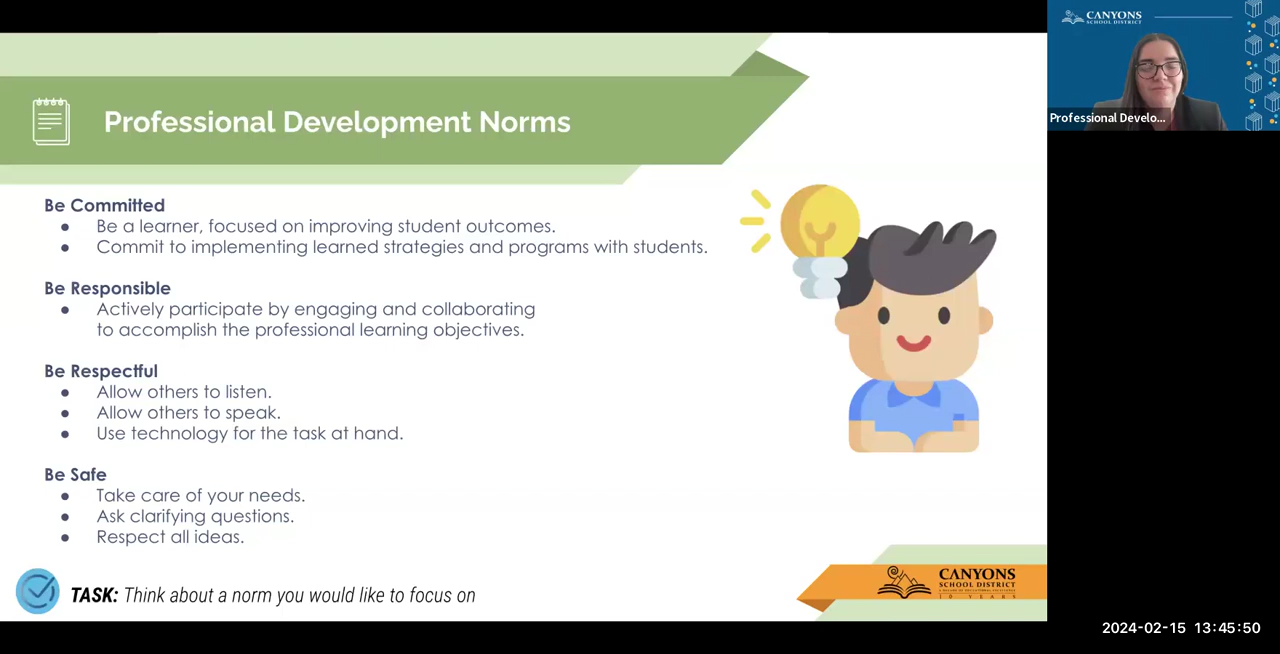 Professional Development Norms
Be Committed
● Be a learner, focused on improving student outcomes.
● Commit to implementing learned strategies and programs with students.
Be Responsible
● Actively participate by engaging and collaborating
to accomplish the professional learning objectives.
Be Respectful
● Allow others to listen.
● Allow others to speak.
● Use technology for the task at hand.
Be Safe
● Take care of your needs.
● Ask clarifying questions.
● Respect all ideas.
TASK: Think about a norm you would like to focus on
CANYONS
SCHOOL DISTRICT
CANYONS
SCHOOL DISTRICT
Professional Develo...
2024-02-15 13:45:50